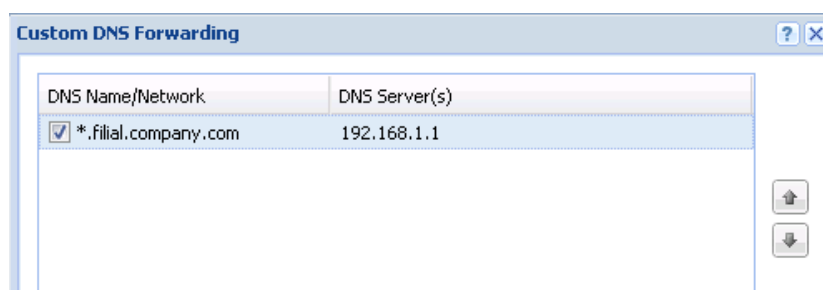 Custom DNS Forwarding
DNS Name/Network DNS Server(s)
*.filial.company.com 192.168.1.1